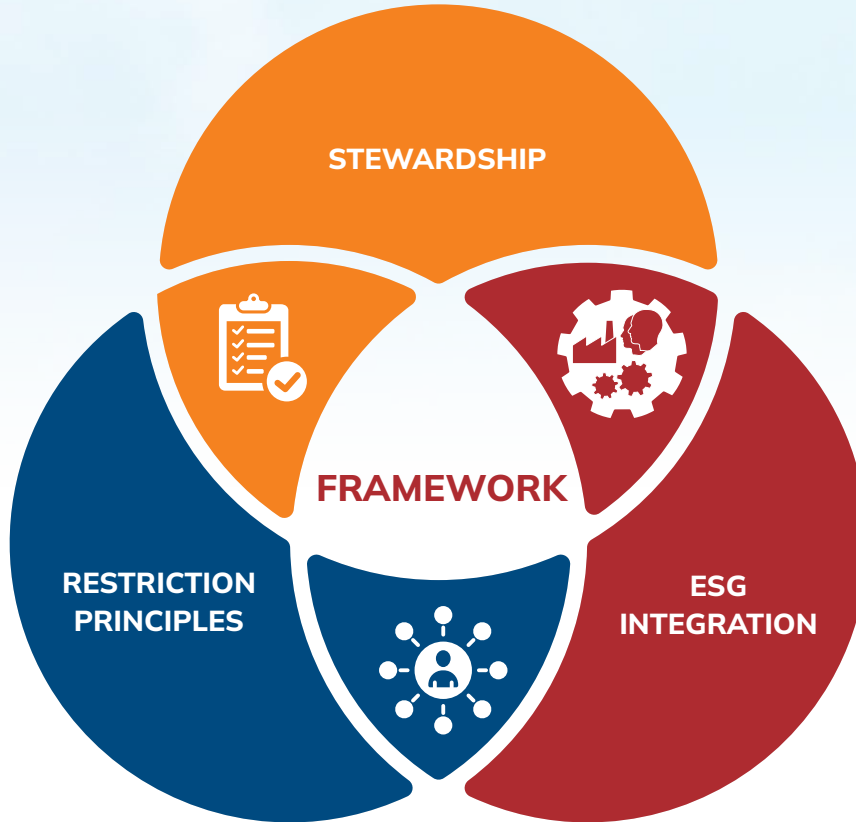 STEWARDSHIP
FRAMEWORK
RESTRICTION
PRINCIPLES
ESG
INTEGRATION